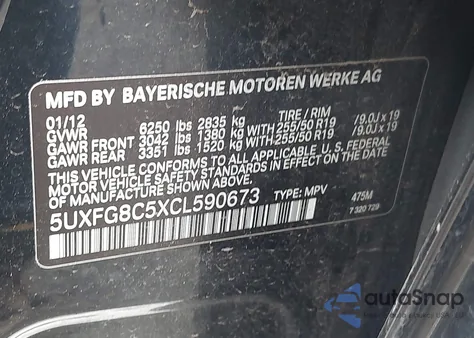 MFD BY BAYERISCHE MOTOREN WERKE AG
01/12 TIRE / RIM
GVWR 6250 lbs 2835 kg
GAWR FRONT 3042 lbs 1380 kg WITH 255/50 R19 /9.0J x 19
GAWR REAR 3351 lbs 1520 kg WITH 255/50 R19 /9.0J x 19
THIS VEHICLE CONFORMS TO ALL APPLICABLE U.S. FEDERAL
MOTOR VEHICLE SAFETY STANDARDS IN EFFECT ON THE DATE
OF MANUFACTURE SHOWN ABOVE.
5UXFG8C5XCL590673 TYPE: MPV 475M
7 320 729
autoSnap